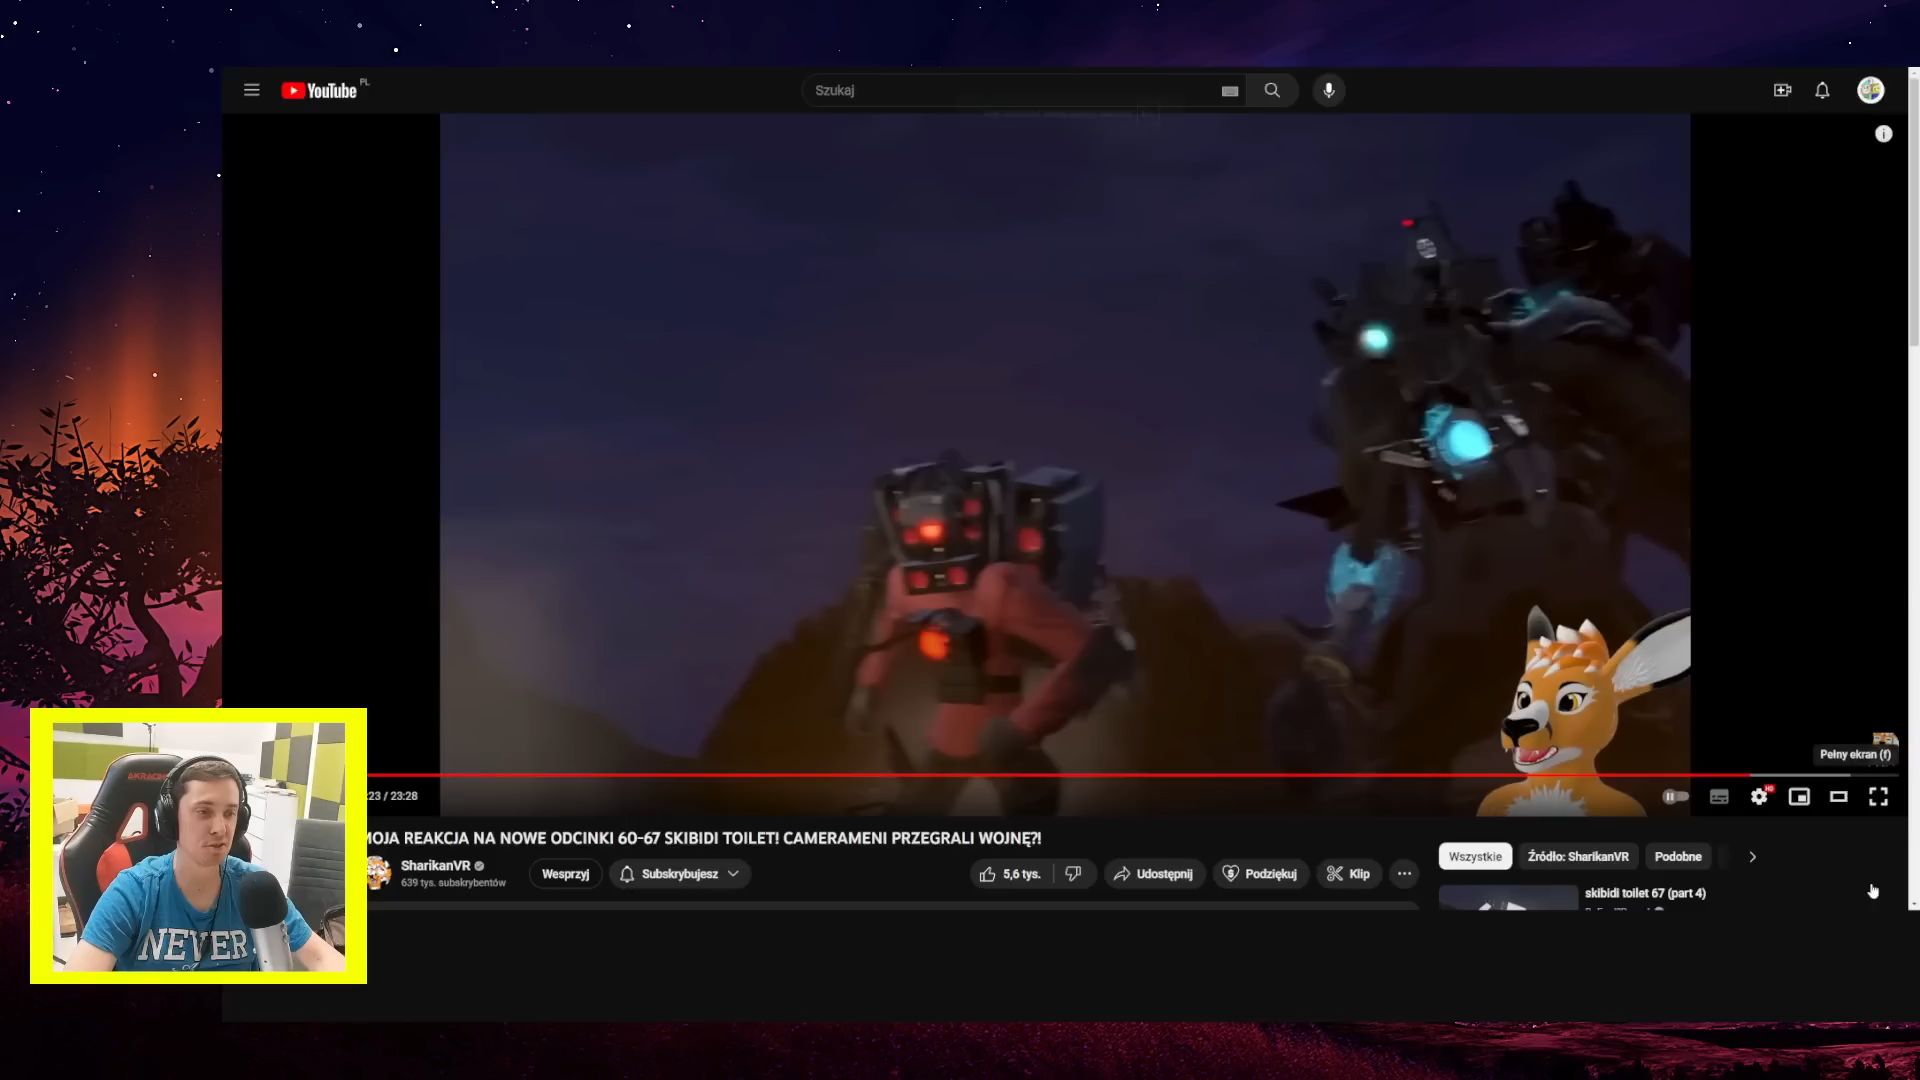 YouTube PL
Szukaj
Pełny ekran (f)
:23 / 23:28
MOJA REAKCJA NA NOWE ODCINKI 60-67 SKIBIDI TOILET! CAMERAMENI PRZEGRALI WOJNĘ?!
SharikanVR
639 tys. subskrybentów
Wesprzyj
Subskrybujesz
5,6 tys.
Udostępnij
Podziękuj
Klip
Wszystkie
Źródło: SharikanVR
Podobne
skibidi toilet 67 (part 4)
AKRACING
NEVER